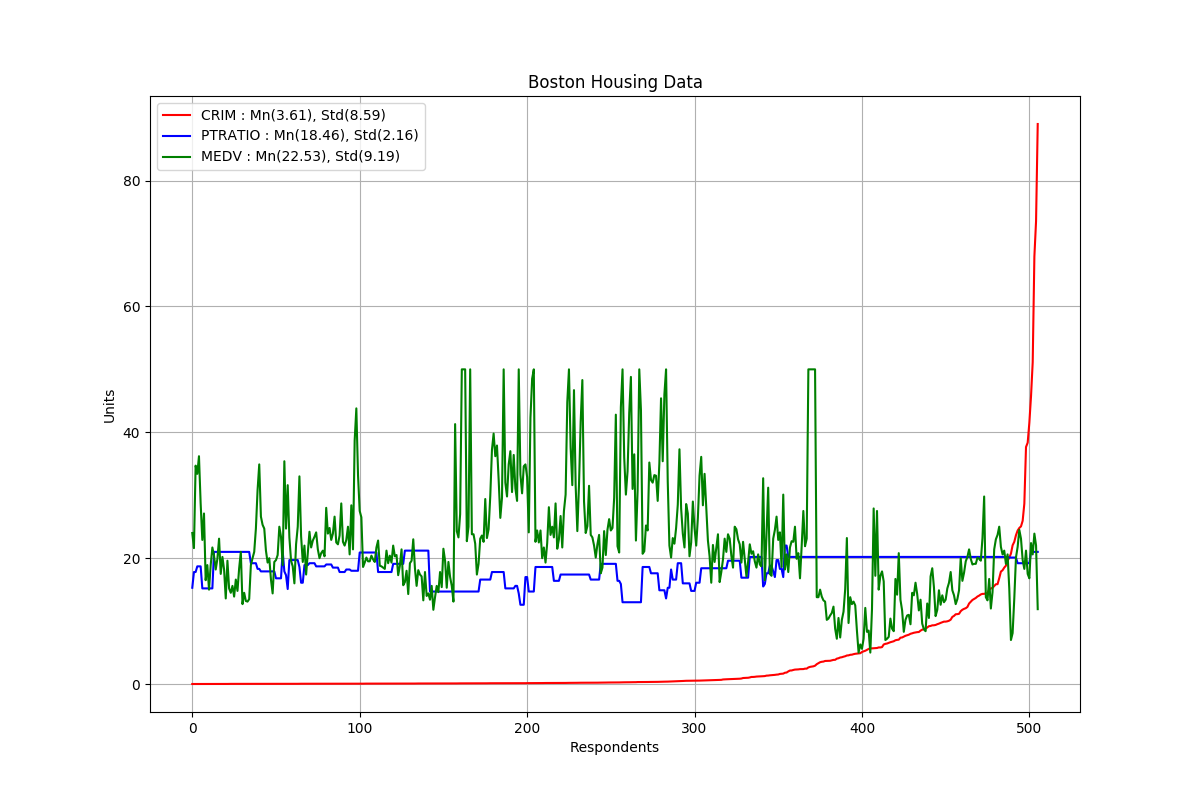 Boston Housing Data
CRIM : Mn(3.61), Std(8.59)
PTRATIO : Mn(18.46), Std(2.16)
MEDV : Mn(22.53), Std(9.19)
80
60
40
20
0
Units
0 100 200 300 400 500
Respondents